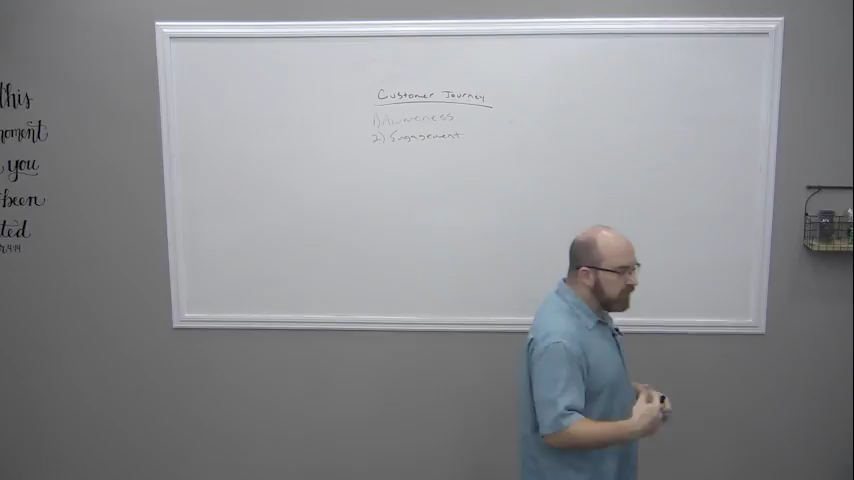 this
moment
you
been
Customer Journey
1) Awareness
2) Engagement